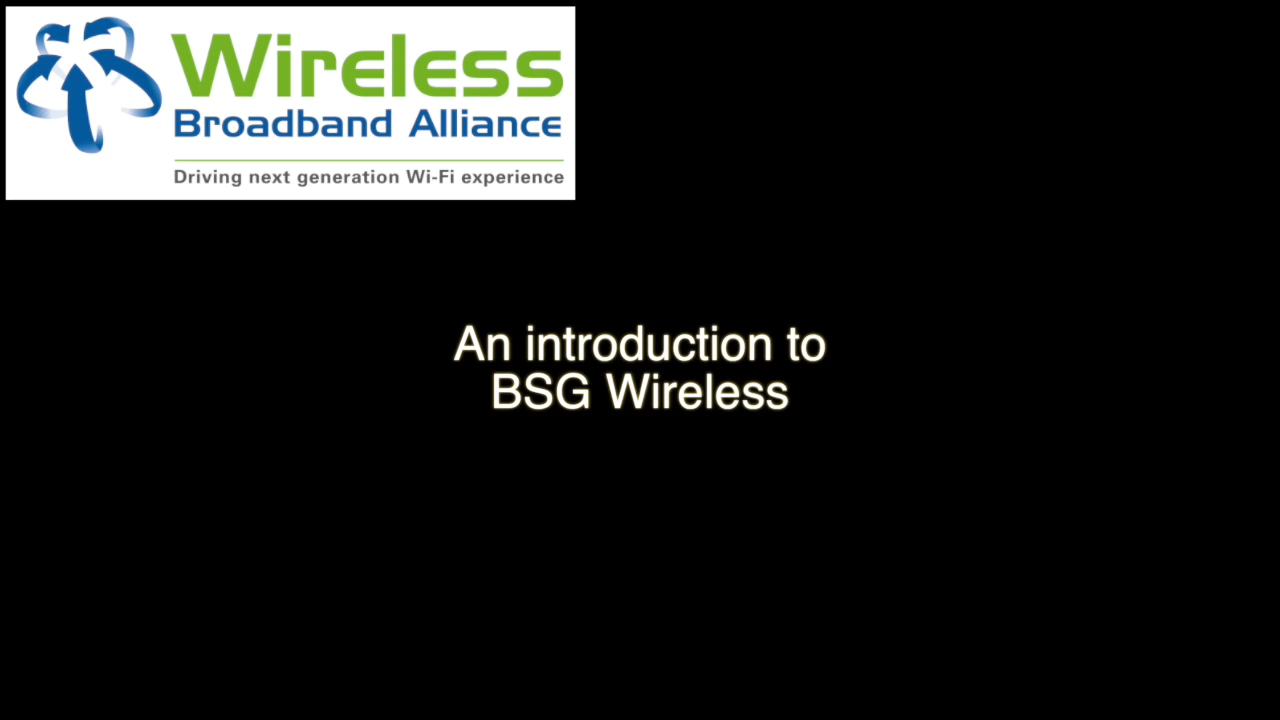 Wireless
Broadband Alliance
Driving next generation Wi-Fi experience
An introduction to
BSG Wireless